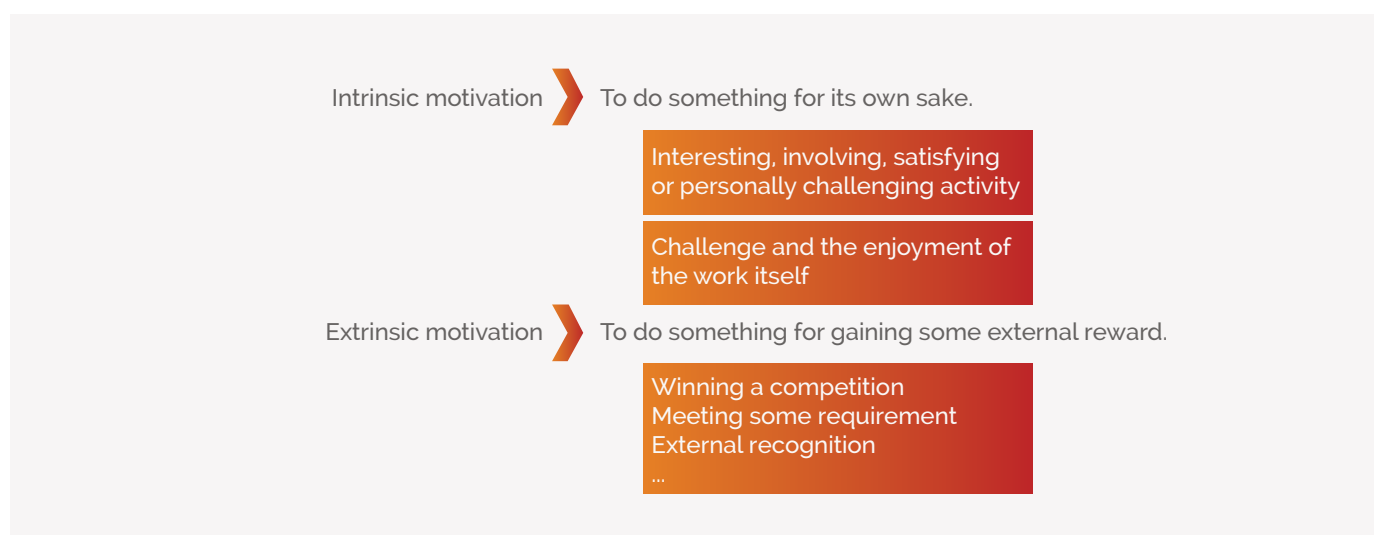 Intrinsic motivation To do something for its own sake.
Interesting, involving, satisfying
or personally challenging activity
Challenge and the enjoyment of
the work itself
Extrinsic motivation To do something for gaining some external reward.
Winning a competition
Meeting some requirement
External recognition
...